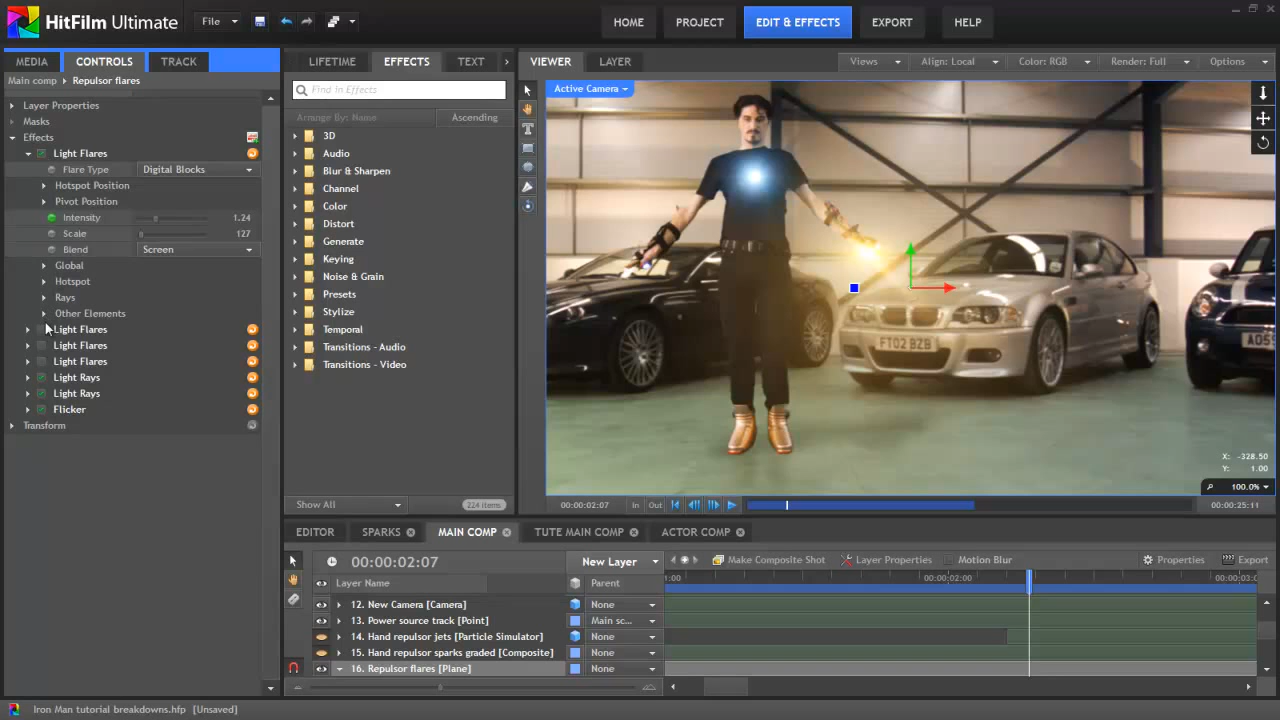 HitFilm Ultimate
File
HOME
PROJECT
EDIT & EFFECTS
EXPORT
HELP
MEDIA
CONTROLS
TRACK
Main comp
Repulsor flares
Layer Properties
Masks
Effects
Light Flares
Flare Type
Digital Blocks
Hotspot Position
Pivot Position
Intensity
1.24
Scale
127
Blend
Screen
Global
Hotspot
Rays
Other Elements
Light Flares
Light Flares
Light Flares
Light Rays
Light Rays
Flicker
Transform
LIFETIME
EFFECTS
TEXT
Find in Effects
Arrange By: Name
Ascending
3D
Audio
Blur & Sharpen
Channel
Color
Distort
Generate
Keying
Noise & Grain
Presets
Stylize
Temporal
Transitions - Audio
Transitions - Video
Show All
224 items
VIEWER
LAYER
Views
Align: Local
Color: RGB
Render: Full
Options
Active Camera
FT02 BZB
AO55
X: -328.50
Y: 1.00
100.0%
00:00:02:07
In
Out
00:00:25:11
EDITOR
SPARKS
MAIN COMP
TUTE MAIN COMP
ACTOR COMP
00:00:02:07
New Layer
Make Composite Shot
Layer Properties
Motion Blur
Properties
Export
Layer Name
Parent
1:00
00:00:02:00
00:00:03:0
12. New Camera [Camera]
None
13. Power source track [Point]
Main sc...
14. Hand repulsor jets [Particle Simulator]
None
15. Hand repulsor sparks graded [Composite]
None
16. Repulsor flares [Plane]
None
Iron Man tutorial breakdowns.hfp
[Unsaved]